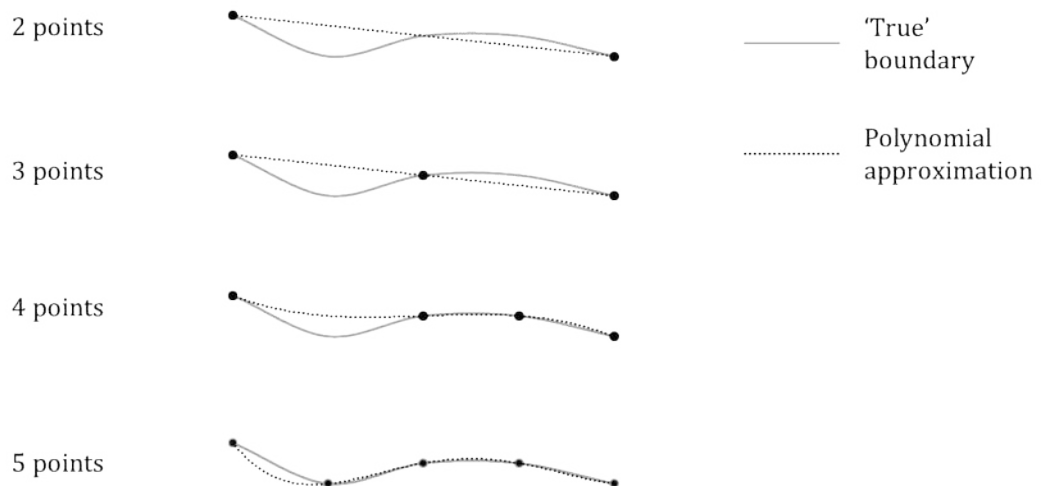 2 points
3 points
4 points
5 points
‘True’
boundary
Polynomial
approximation